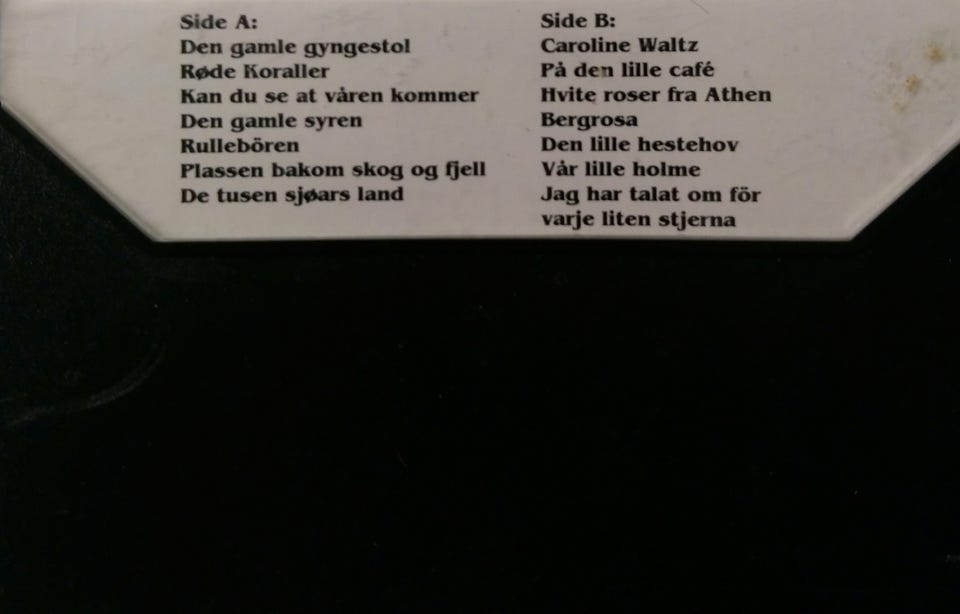 Side A:
Den gamle gyngestol
Røde Koraller
Kan du se at våren kommer
Den gamle syren
Rullebören
Plassen bakom skog og fjell
De tusen sjøars land
Side B:
Caroline Waltz
På den lille café
Hvite roser fra Athen
Bergrosa
Den lille hestehov
Vår lille holme
Jag har talat om för
varje liten stjerna